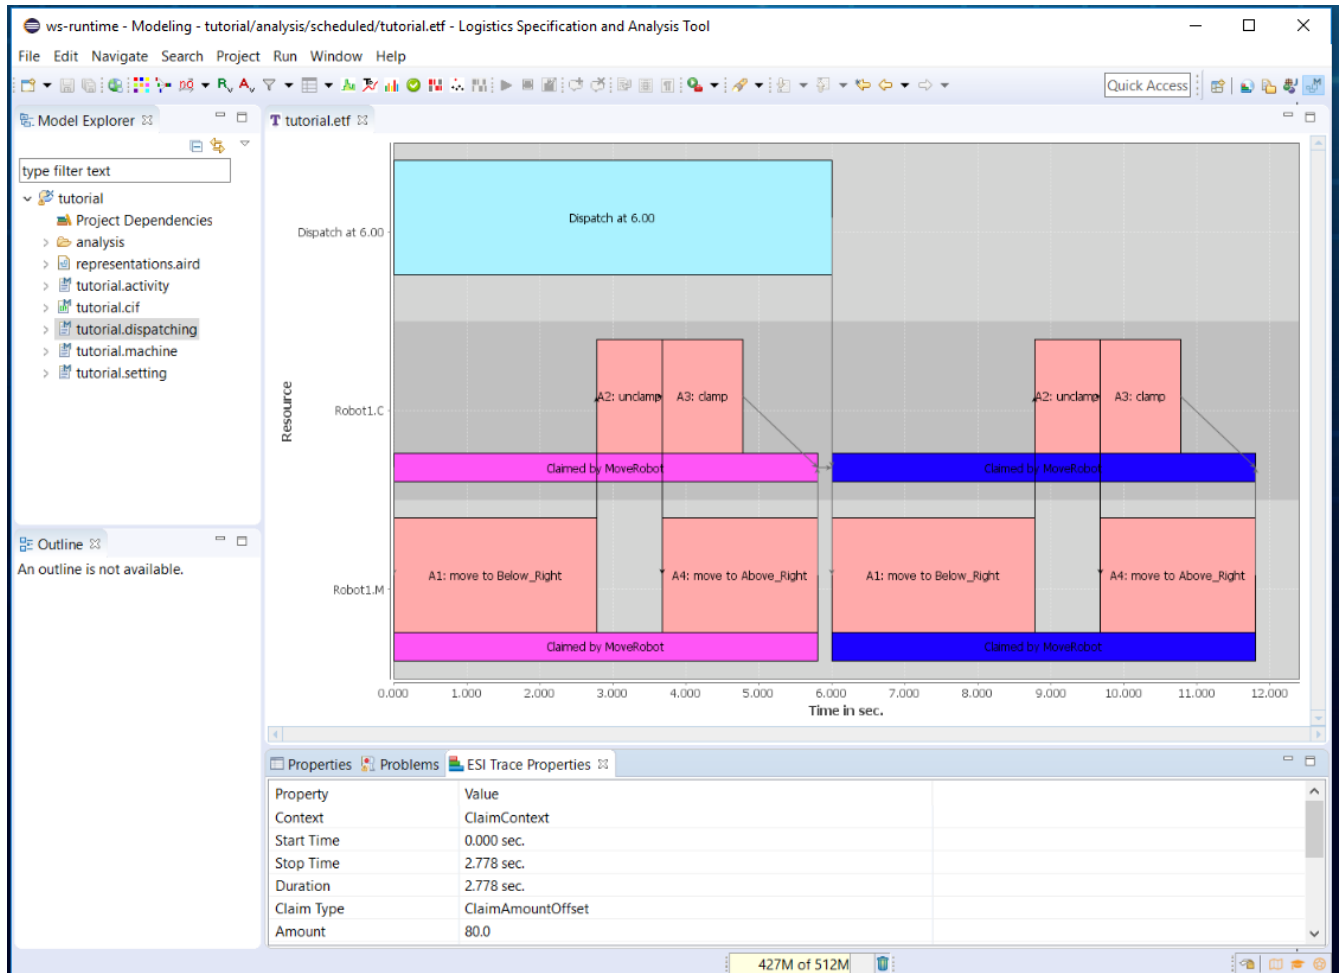 ws-runtime - Modeling - tutorial/analysis/scheduled/tutorial.etf - Logistics Specification and Analysis Tool
File Edit Navigate Search Project Run Window Help
Quick Access
Model Explorer
type filter text
tutorial
Project Dependencies
analysis
representations.aird
tutorial.activity
tutorial.cif
tutorial.dispatching
tutorial.machine
tutorial.setting
Outline
An outline is not available.
T tutorial.etf
Resource
Dispatch at 6.00
Dispatch at 6.00
Robot1.C
A2: unclamp A3: clamp A2: unclamp A3: clamp
Claimed by MoveRobot Claimed by MoveRobot
Robot1.M
A1: move to Below_Right A4: move to Above_Right A1: move to Below_Right A4: move to Above_Right
Claimed by MoveRobot Claimed by MoveRobot
0.000 1.000 2.000 3.000 4.000 5.000 6.000 7.000 8.000 9.000 10.000 11.000 12.000
Time in sec.
Properties Problems ESI Trace Properties
Property Value
Context ClaimContext
Start Time 0.000 sec.
Stop Time 2.778 sec.
Duration 2.778 sec.
Claim Type ClaimAmountOffset
Amount 80.0
427M of 512M